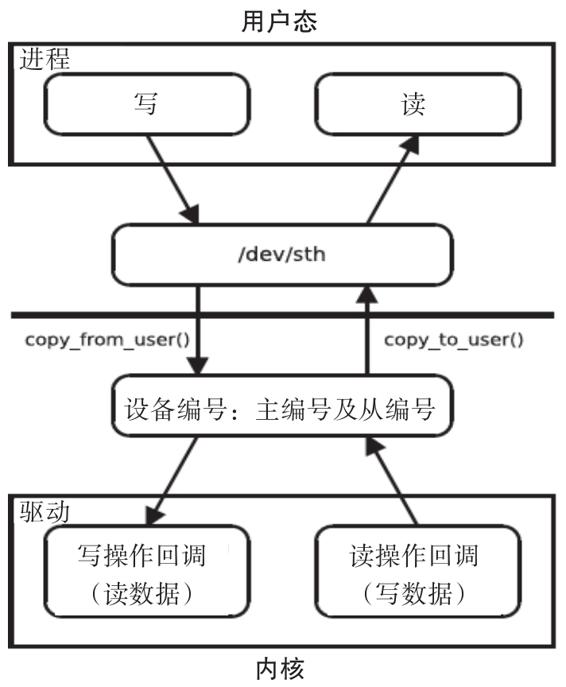 用户态
进程
写
读
/dev/sth
copy_from_user()
copy_to_user()
设备编号：主编号及从编号
驱动
写操作回调
（读数据）
读操作回调
（写数据）
内核